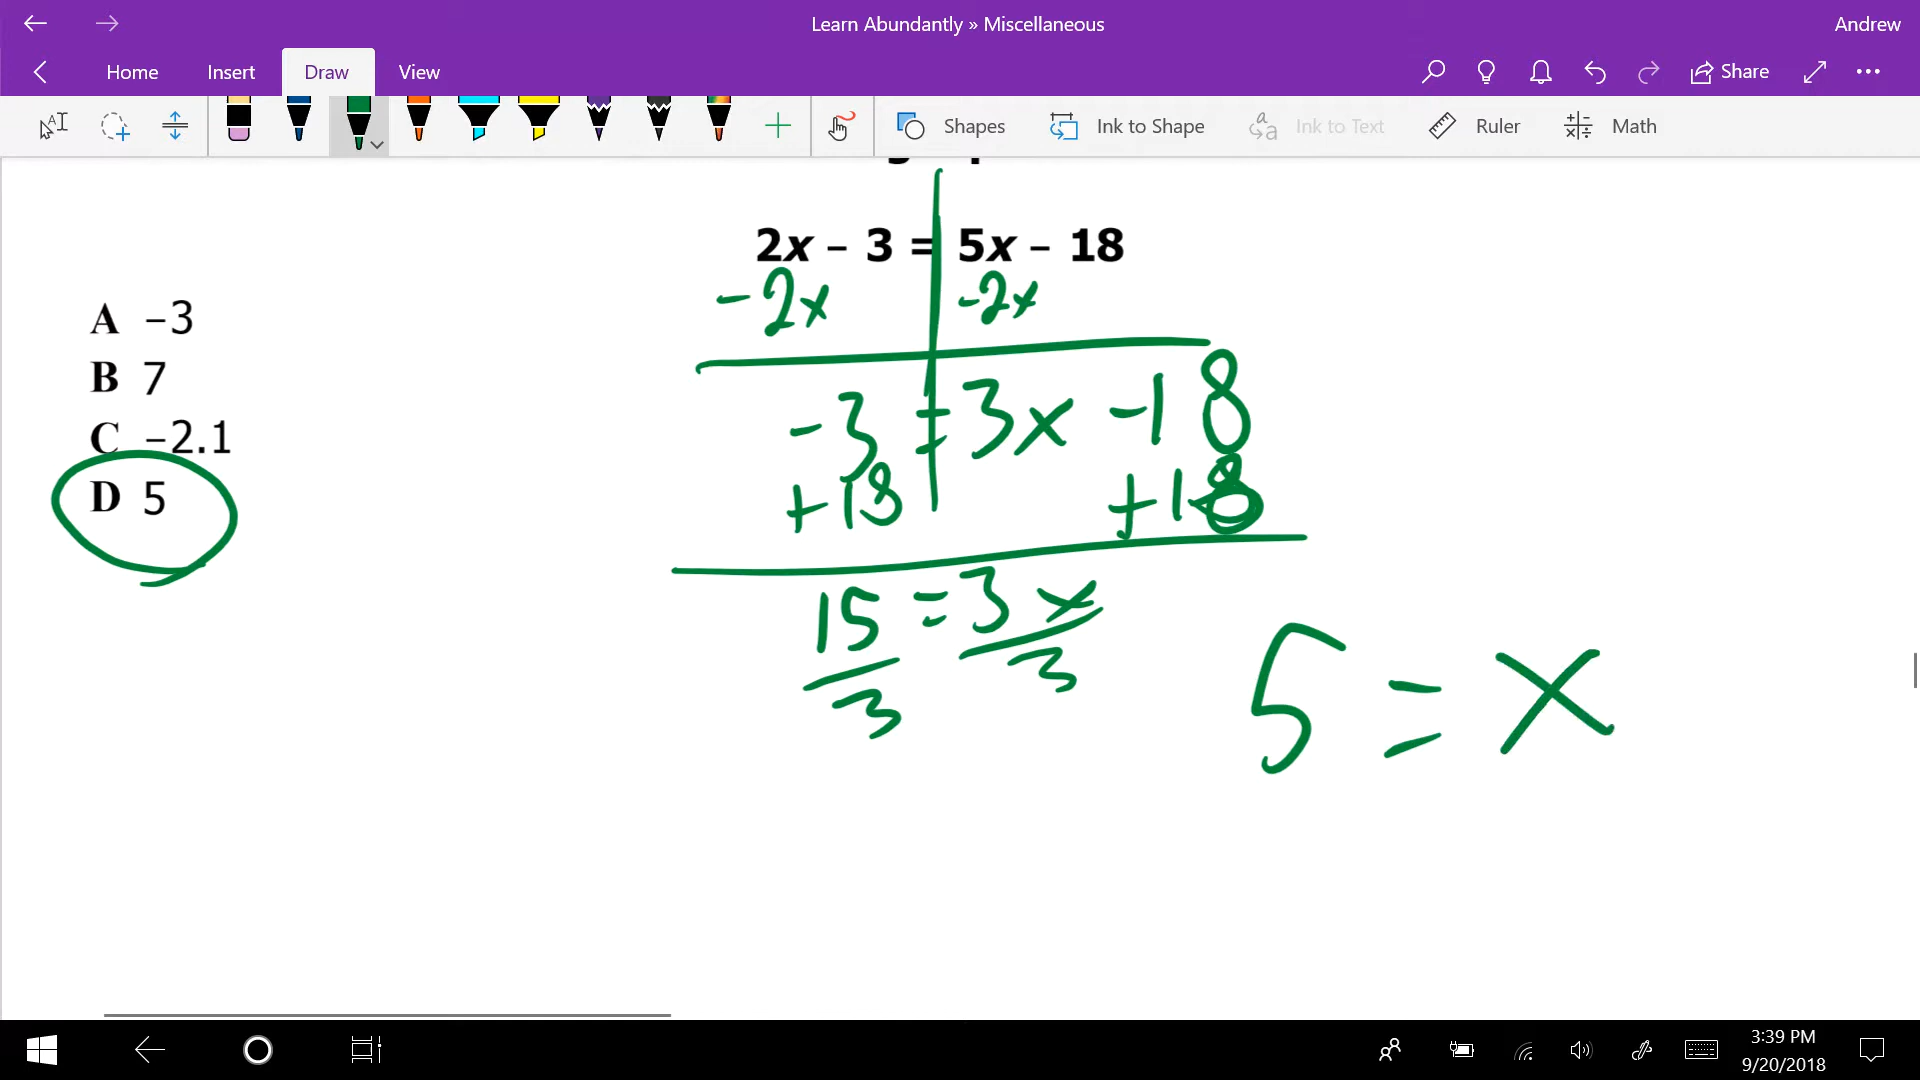 Learn Abundantly » Miscellaneous
Andrew
Home Insert Draw View
Share
Shapes Ink to Shape Ink to Text Ruler Math
2x – 3 = 5x – 18
-2x -2x
A –3
B 7
C –2.1
D 5
-3 = 3x -18
+18 +18
15 = 3x
3 3
5 = x
3:39 PM
9/20/2018